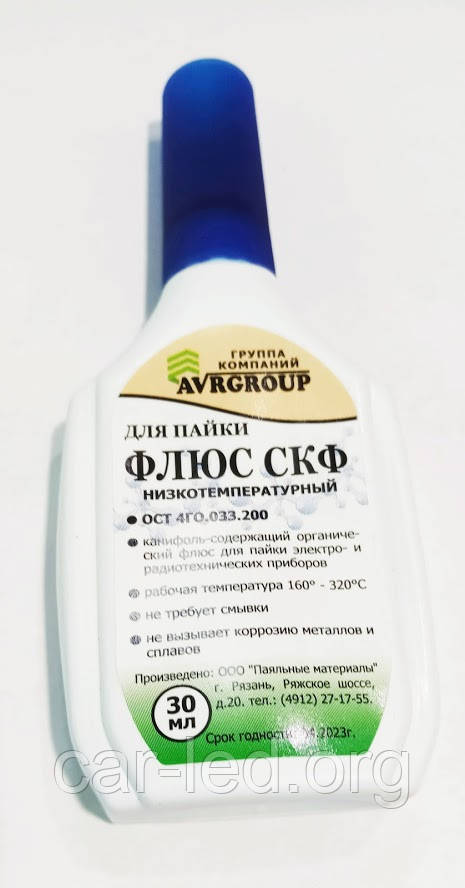 ГРУППА
КОМПАНИЙ
AVRGROUP
ДЛЯ ПАЙКИ
ФЛЮС СКФ
НИЗКОТЕМПЕРАТУРНЫЙ
● ОСТ 4ГО.033.200
● канифоль-содержащий органиче-
ский флюс для пайки электро- и
радиотехнических приборов
● рабочая температура 160° - 320°С
● не требует смывки
● не вызывает коррозию металлов и
сплавов
Произведено: ООО "Паяльные материалы"
г. Рязань, Ряжское шоссе,
д.20. тел.: (4912) 27-17-55.
30
МЛ
Срок годности: 04.2023г.
car-led.org